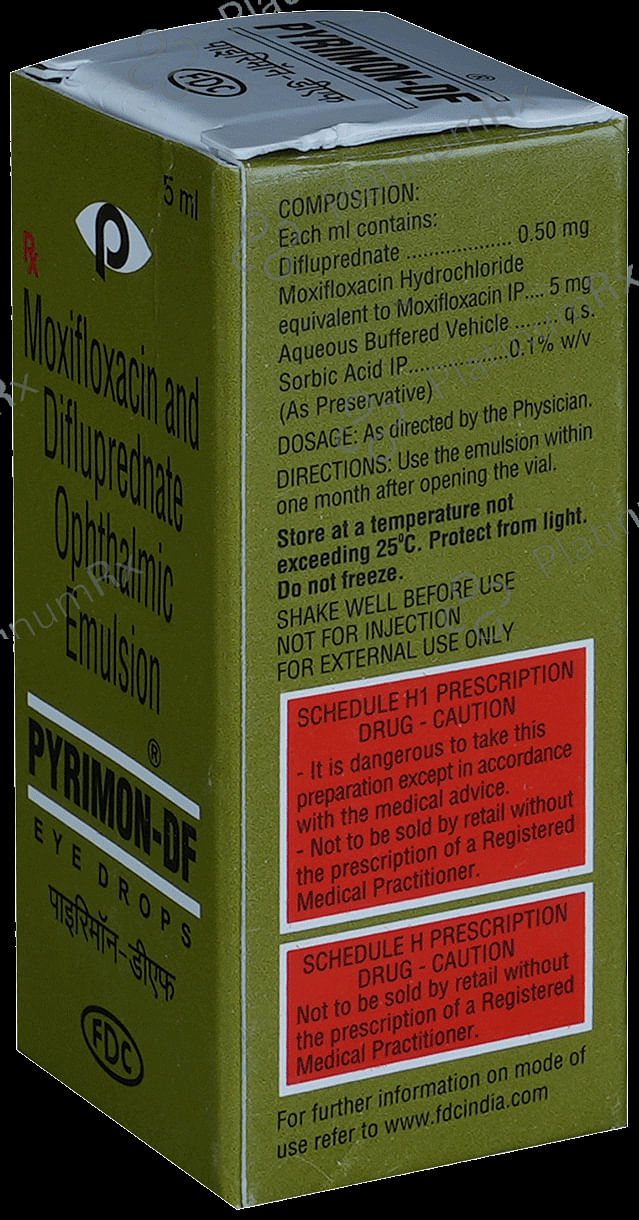 PYRIMON-DF®
पाइरिमॉन-डीएफ
FDC
5 ml
Rx
Moxifloxacin and
Difluprednate
Ophthalmic
Emulsion
®
PYRIMON-DF
EYE DROPS
पाइरिमॉन-डीएफ
FDC
COMPOSITION:
Each ml contains:
Difluprednate ................... 0.50 mg
Moxifloxacin Hydrochloride
equivalent to Moxifloxacin IP.... 5 mg
Aqueous Buffered Vehicle ........ q.s.
Sorbic Acid IP..................0.1% w/v
(As Preservative)
DOSAGE: As directed by the Physician.
DIRECTIONS: Use the emulsion within
one month after opening the vial.
Store at a temperature not
exceeding 25⁰C. Protect from light.
Do not freeze.
SHAKE WELL BEFORE USE
NOT FOR INJECTION
FOR EXTERNAL USE ONLY
SCHEDULE H1 PRESCRIPTION
DRUG - CAUTION
- It is dangerous to take this
preparation except in accordance
with the medical advice.
- Not to be sold by retail without
the prescription of a Registered
Medical Practitioner.
SCHEDULE H PRESCRIPTION
DRUG - CAUTION
Not to be sold by retail without
the prescription of a Registered
Medical Practitioner.
For further information on mode of
use refer to www.fdcindia.com
PlatinumRx